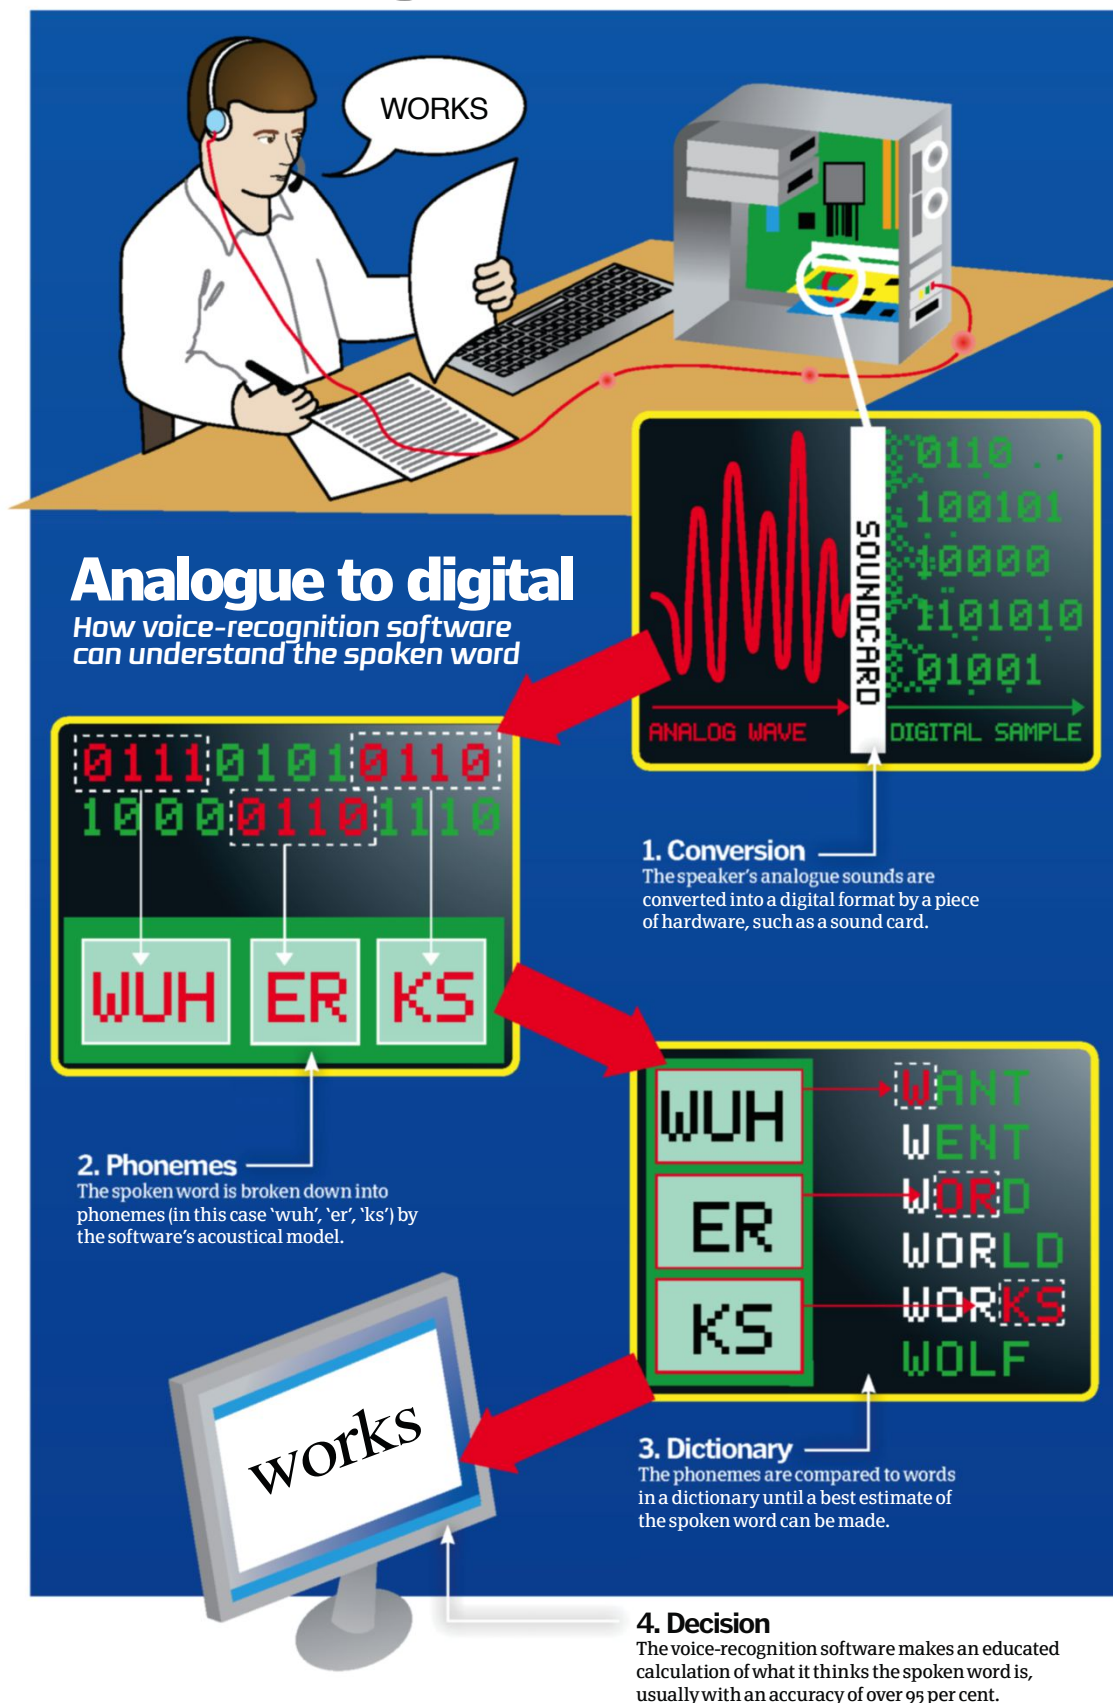 WORKS
0110
100101
10000
1101010
01001
SOUNDCARD
ANALOG WAVE
DIGITAL SAMPLE
Analogue to digital
How voice-recognition software
can understand the spoken word
1. Conversion
The speaker's analogue sounds are
converted into a digital format by a piece
of hardware, such as a sound card.
011101010110
100001101110
WUH ER KS
2. Phonemes
The spoken word is broken down into
phonemes (in this case 'wuh', 'er', 'ks') by
the software's acoustical model.
WUH
ER
KS
WANT
WENT
WORD
WORLD
WORKS
WOLF
3. Dictionary
The phonemes are compared to words
in a dictionary until a best estimate of
the spoken word can be made.
works
4. Decision
The voice-recognition software makes an educated
calculation of what it thinks the spoken word is,
usually with an accuracy of over 95 per cent.